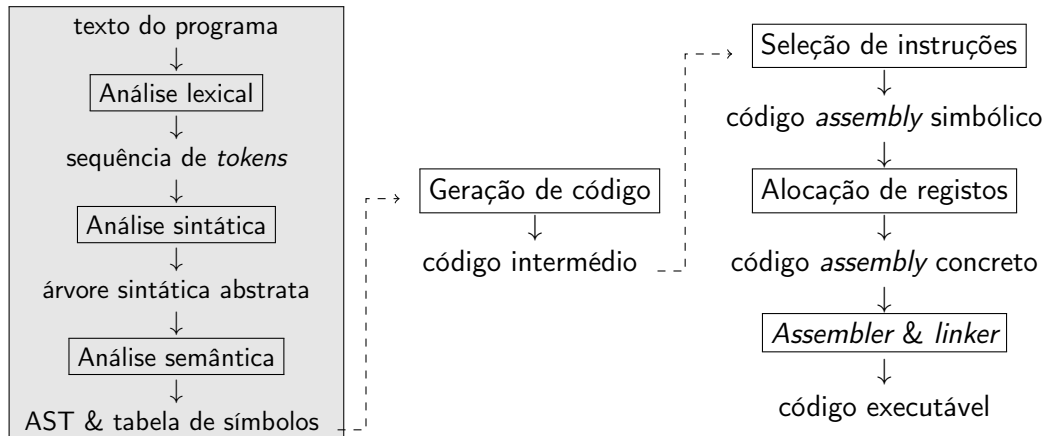 texto do programa
Análise lexical
sequência de tokens
Análise sintática
árvore sintática abstrata
Análise semântica
AST & tabela de símbolos
Geração de código
código intermédio
Seleção de instruções
código assembly simbólico
Alocação de registos
código assembly concreto
Assembler & linker
código executável